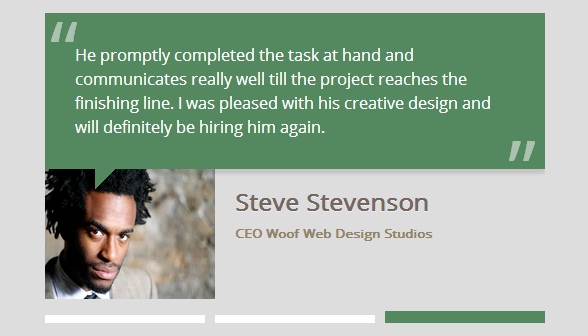 "
He promptly completed the task at hand and
communicates really well till the project reaches the
finishing line. I was pleased with his creative design and
will definitely be hiring him again.
"
Steve Stevenson
CEO Woof Web Design Studios